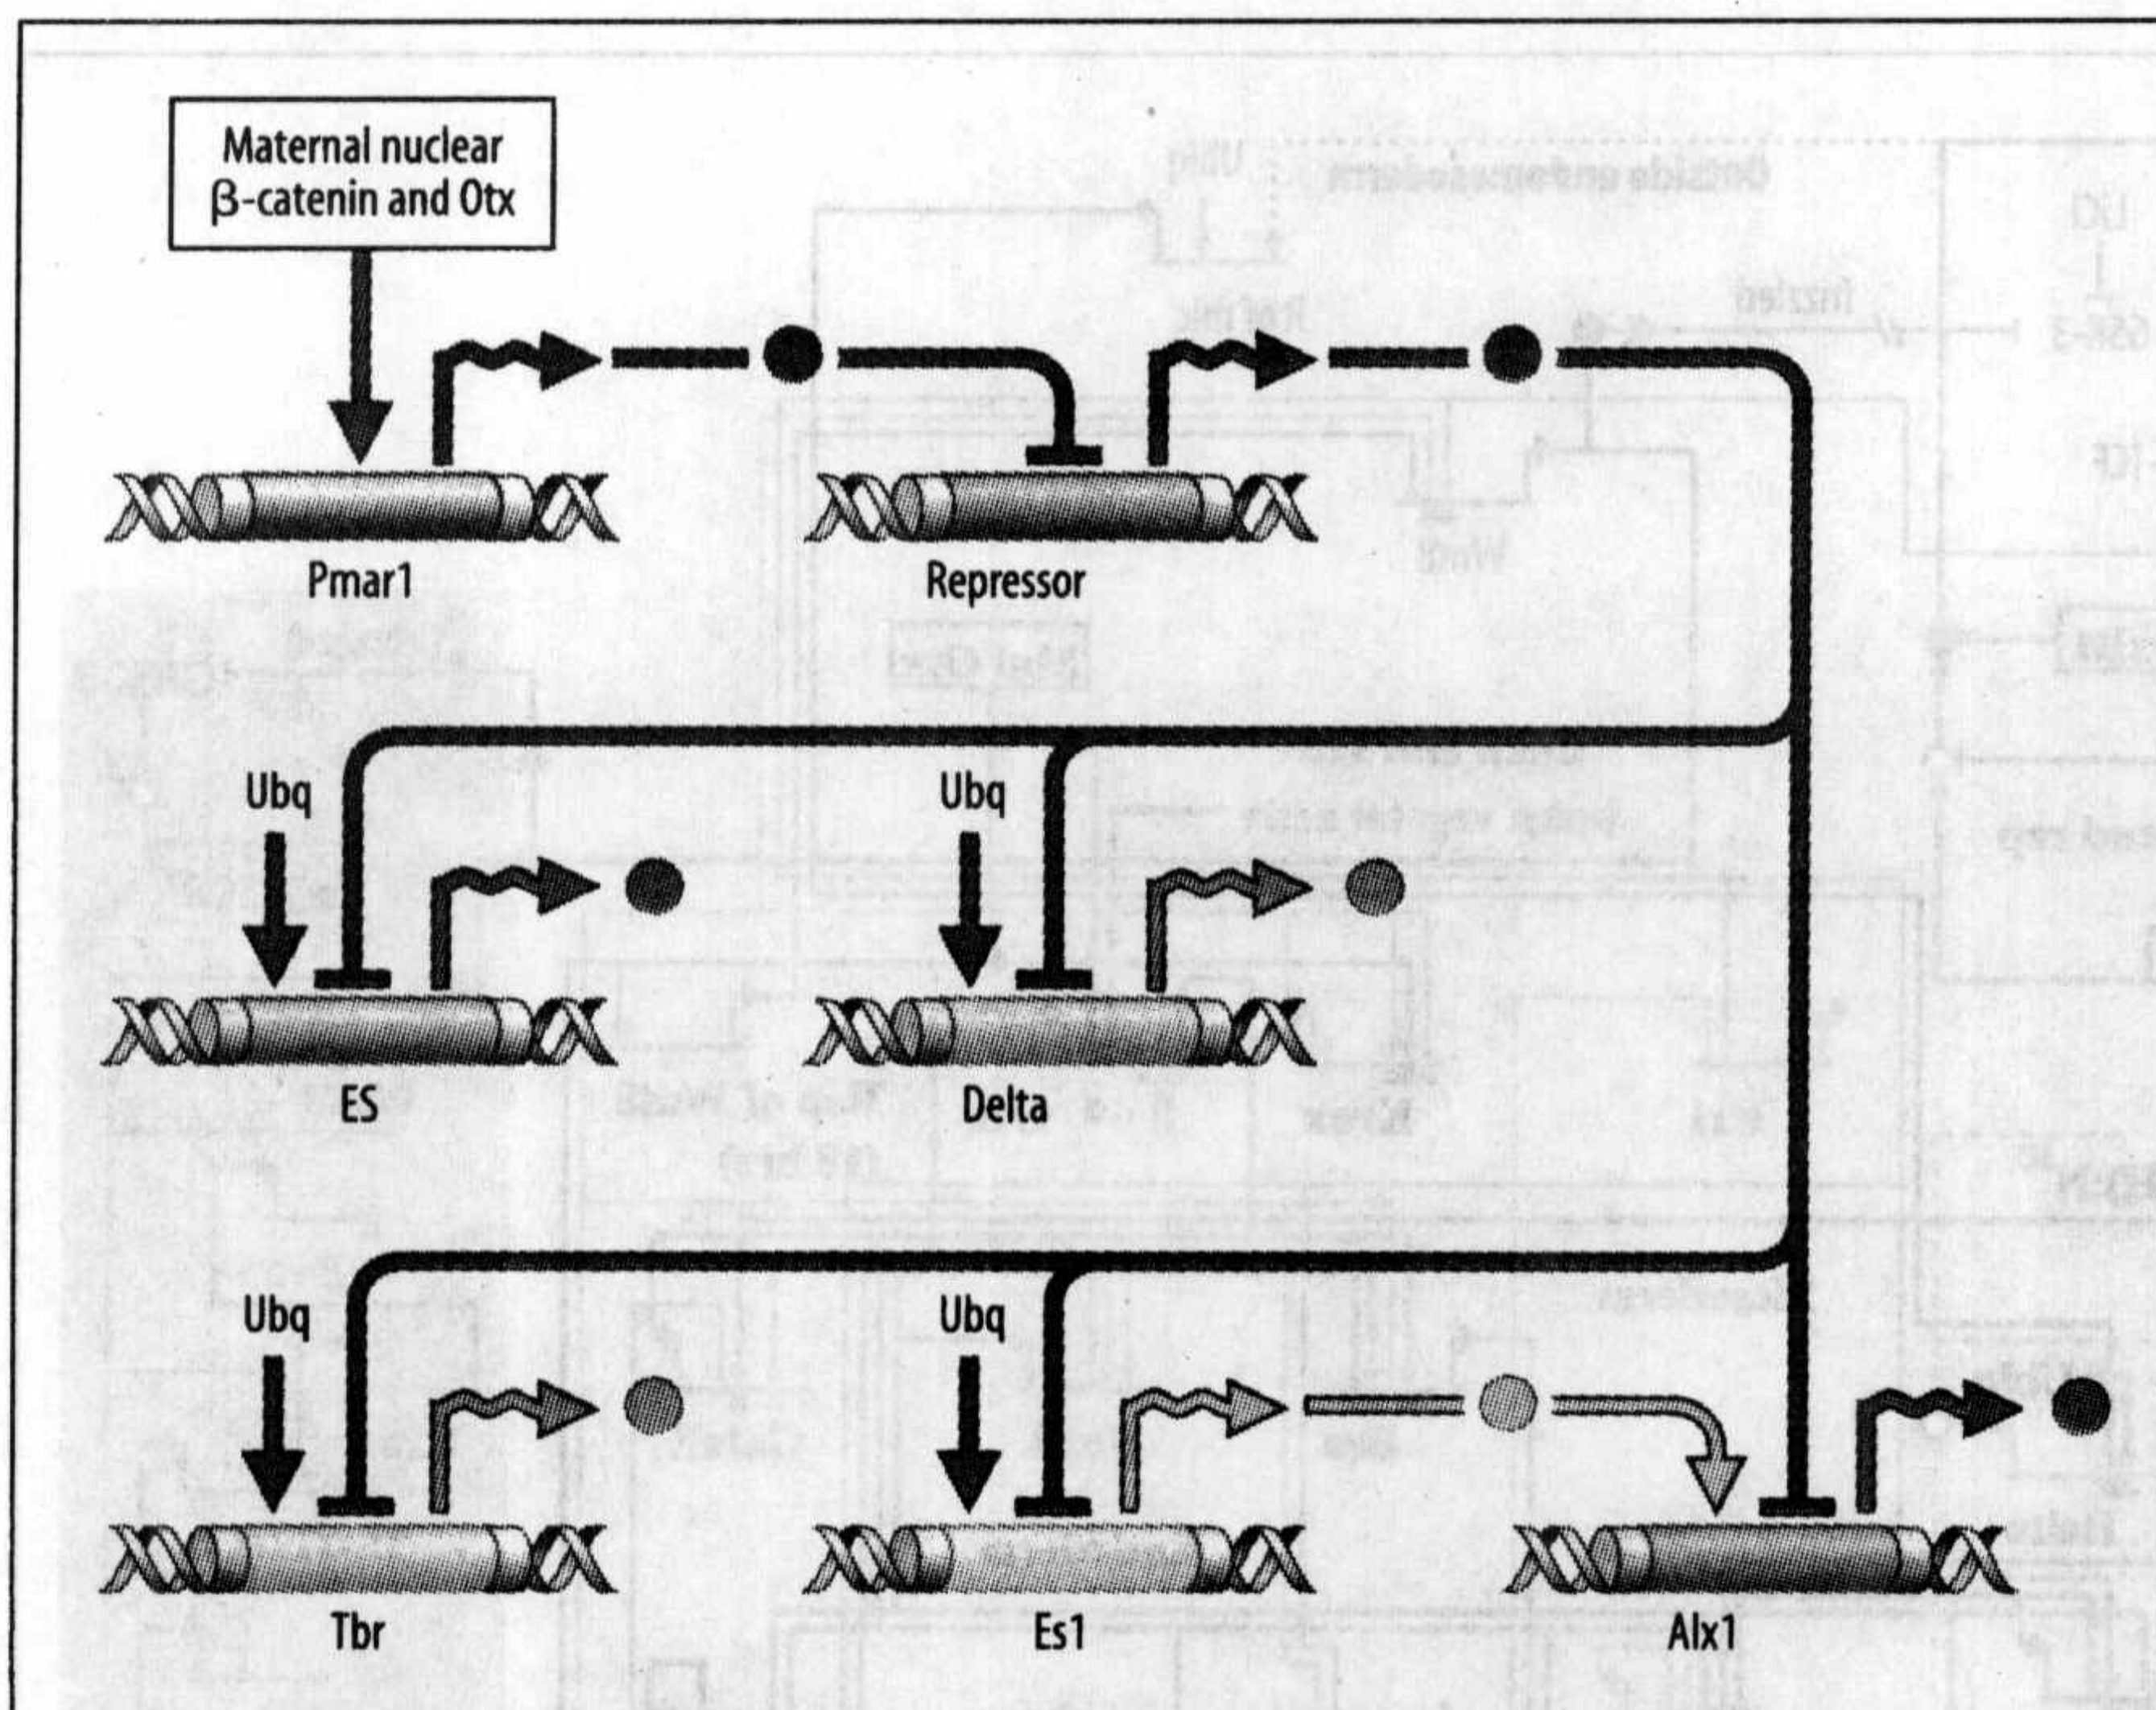 Maternal nuclear
β-catenin and Otx
Pmar1
Repressor
Ubq
Ubq
ES
Delta
Ubq
Ubq
Tbr
Es1
Alx1